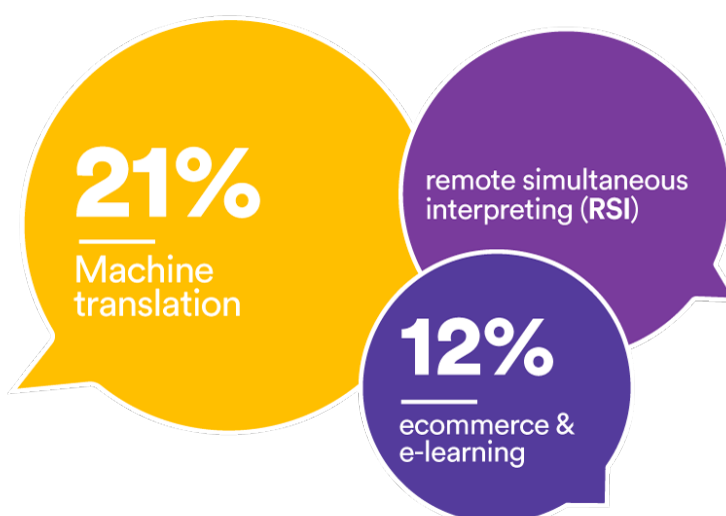 21%
Machine
translation
remote simultaneous
interpreting (RSI)
12%
ecommerce &
e-learning